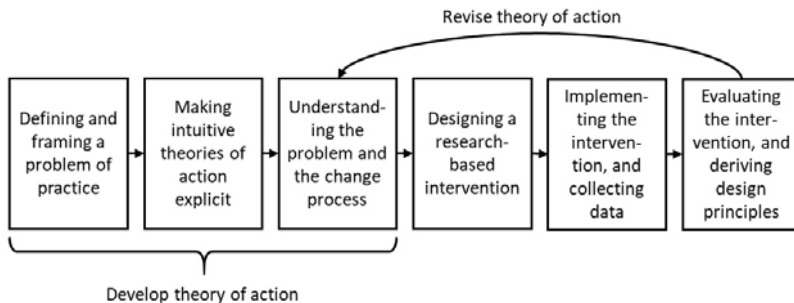 Revise theory of action
Defining and
framing a
problem of
practice
Making
intuitive
theories of
action
explicit
Understand-
ing the
problem and
the change
process
Designing a
research-
based
intervention
Implemen-
ting the
interven-
tion, and
collecting
data
Evaluating
the inter-
vention, and
deriving
design
principles
Develop theory of action